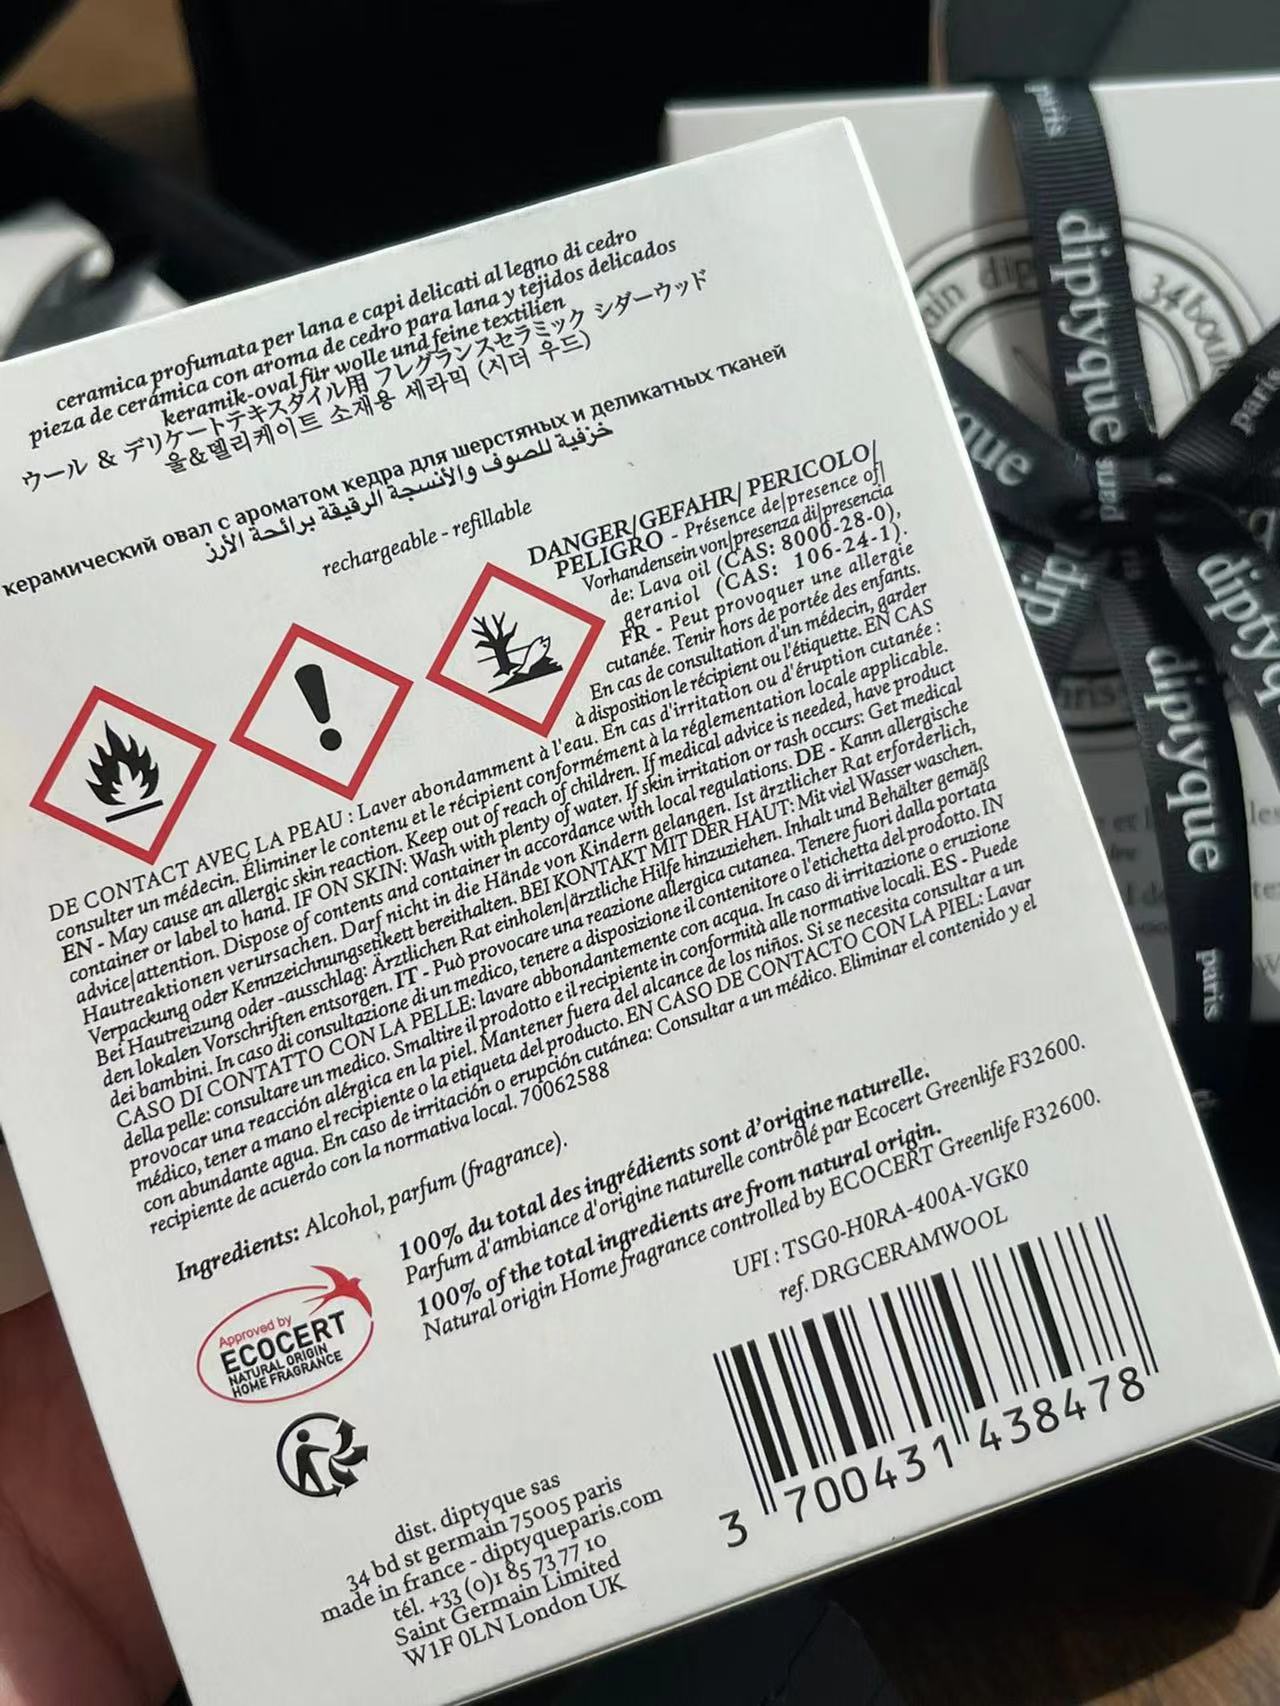 ceramica profumata per lana e capi delicati al legno di cedro
pieza de cerámica con aroma de cedro para lana y tejidos delicados
keramik-oval für wolle und feine textilien
ウール & デリケートテキスタイル用 フレグランスセラミック シダーウッド
울&델리케이트 소재용 세라믹 (시더 우드)
керамический овал с ароматом кедра для шерстяных и деликатных тканей
خزفية للصوف والأنسجة الرقيقة برائحة الأرز
rechargeable - refillable
DANGER/GEFAHR/ PERICOLO/
PELIGRO - Présence de|presence of|
Vorhandensein von|presenza di|presencia
de: Lava oil (CAS: 8000-28-0),
geraniol (CAS: 106-24-1).
FR - Peut provoquer une allergie
cutanée. Tenir hors de portée des enfants.
En cas de consultation d'un médecin, garder
à disposition le récipient ou l'étiquette. EN CAS
DE CONTACT AVEC LA PEAU : Laver abondamment à l'eau. En cas d'irritation ou d'éruption cutanée :
consulter un médecin. Éliminer le contenu et le récipient conformément à la réglementation locale applicable.
EN - May cause an allergic skin reaction. Keep out of reach of children. If medical advice is needed, have product
container or label to hand. IF ON SKIN: Wash with plenty of water. If skin irritation or rash occurs: Get medical
advice|attention. Dispose of contents and container in accordance with local regulations. DE - Kann allergische
Hautreaktionen verursachen. Darf nicht in die Hände von Kindern gelangen. Ist ärztlicher Rat erforderlich,
Verpackung oder Kennzeichnungsetikett bereithalten. BEI KONTAKT MIT DER HAUT: Mit viel Wasser waschen.
Bei Hautreizung oder -ausschlag: Ärztlichen Rat einholen|ärztliche Hilfe hinzuziehen. Inhalt und Behälter gemäß
den lokalen Vorschriften entsorgen. IT - Può provocare una reazione allergica cutanea. Tenere fuori dalla portata
dei bambini. In caso di consultazione di un medico, tenere a disposizione il contenitore o l'etichetta del prodotto. IN
CASO DI CONTATTO CON LA PELLE: lavare abbondantemente con acqua. In caso di irritazione o eruzione
della pelle: consultare un medico. Smaltire il prodotto e il recipiente in conformità alle normative locali. ES - Puede
provocar una reacción alérgica en la piel. Mantener fuera del alcance de los niños. Si se necesita consultar a un
médico, tener a mano el recipiente o la etiqueta del producto. EN CASO DE CONTACTO CON LA PIEL: Lavar
con abundante agua. En caso de irritación o erupción cutánea: Consultar a un médico. Eliminar el contenido y el
recipiente de acuerdo con la normativa local. 70062588
Ingredients: Alcohol, parfum (fragrance).
100% du total des ingrédients sont d'origine naturelle.
Parfum d'ambiance d'origine naturelle contrôlé par Ecocert Greenlife F32600.
100% of the total ingredients are from natural origin.
Natural origin Home fragrance controlled by ECOCERT Greenlife F32600.
Approved by
ECOCERT
NATURAL ORIGIN
HOME FRAGRANCE
UFI : TSG0-H0RA-400A-VGK0
ref. DRGCERAMWOOL
3 700431 438478
dist. diptyque sas
34 bd st germain 75005 paris
made in france - diptyqueparis.com
tél. +33 (0)1 85 73 77 10
Saint Germain Limited
W1F 0LN London UK
paris
diptyque
paris
diptyque
paris
34 boul